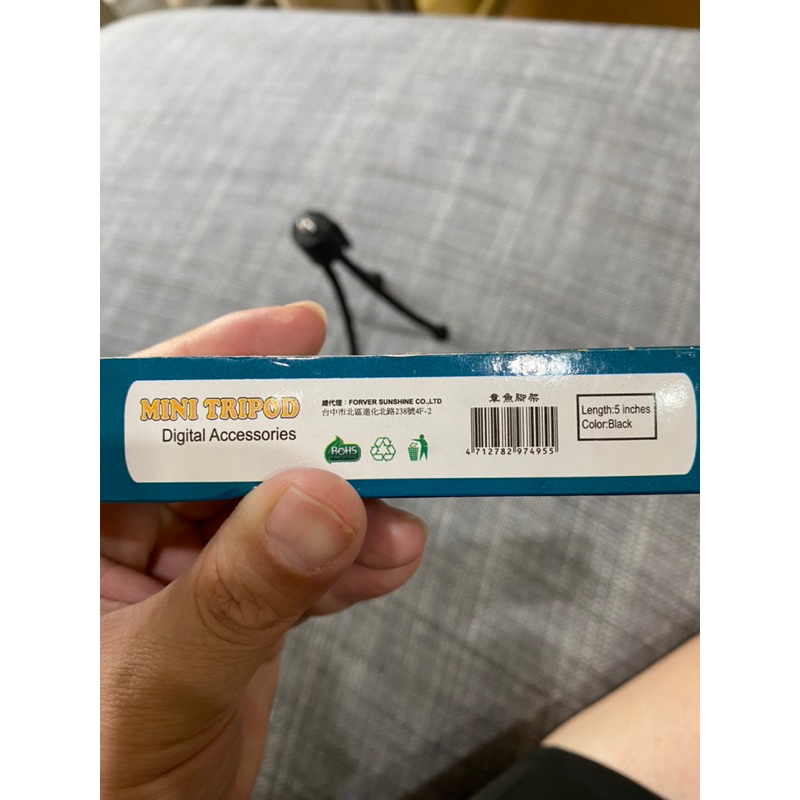 MINI TRIPOD
Digital Accessories
總代理：FORVER SUNSHINE CO.,LTD
台中市北區進化北路238號4F-2
RoHS
章魚腳架
4 712782 974955
Length:5 inches
Color:Black